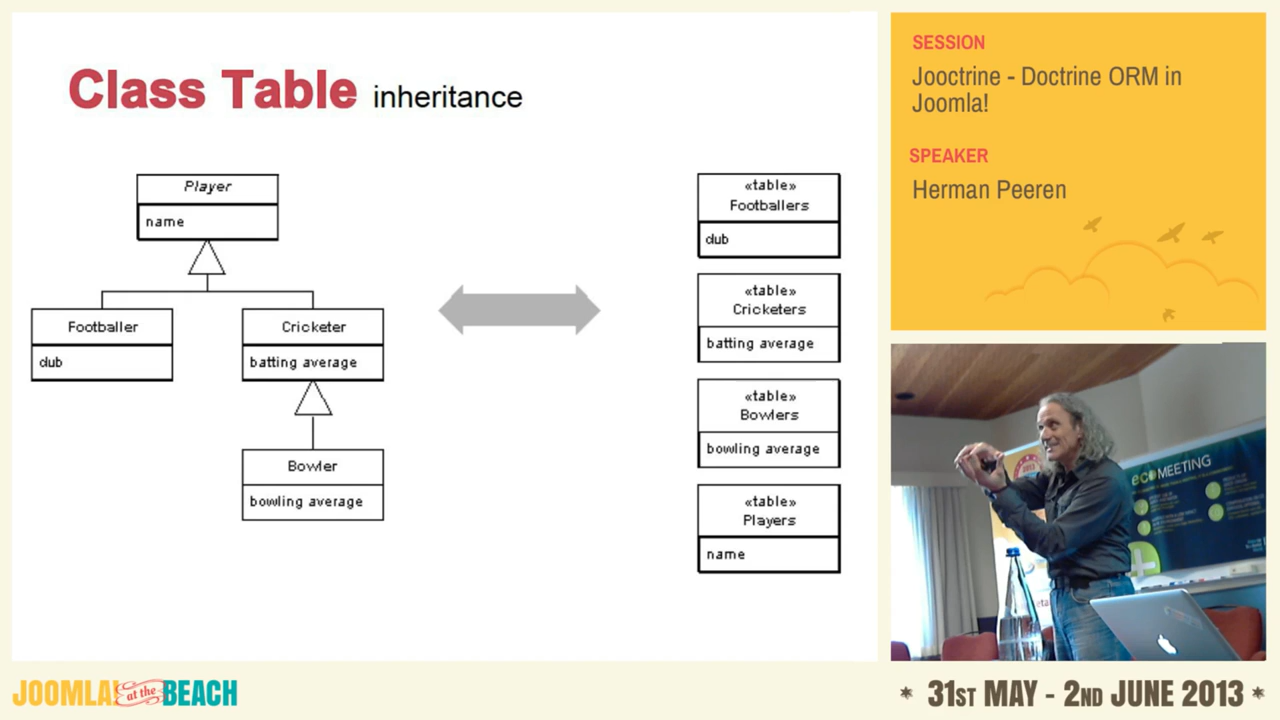 Class Table inheritance
Player
name
Footballer
club
Cricketer
batting average
Bowler
bowling average
«table»
Footballers
club
«table»
Cricketers
batting average
«table»
Bowlers
bowling average
«table»
Players
name
SESSION
Jooctrine - Doctrine ORM in
Joomla!
SPEAKER
Herman Peeren
ecoMEETING
JOOMLA! at the BEACH
* 31ST MAY - 2ND JUNE 2013 *